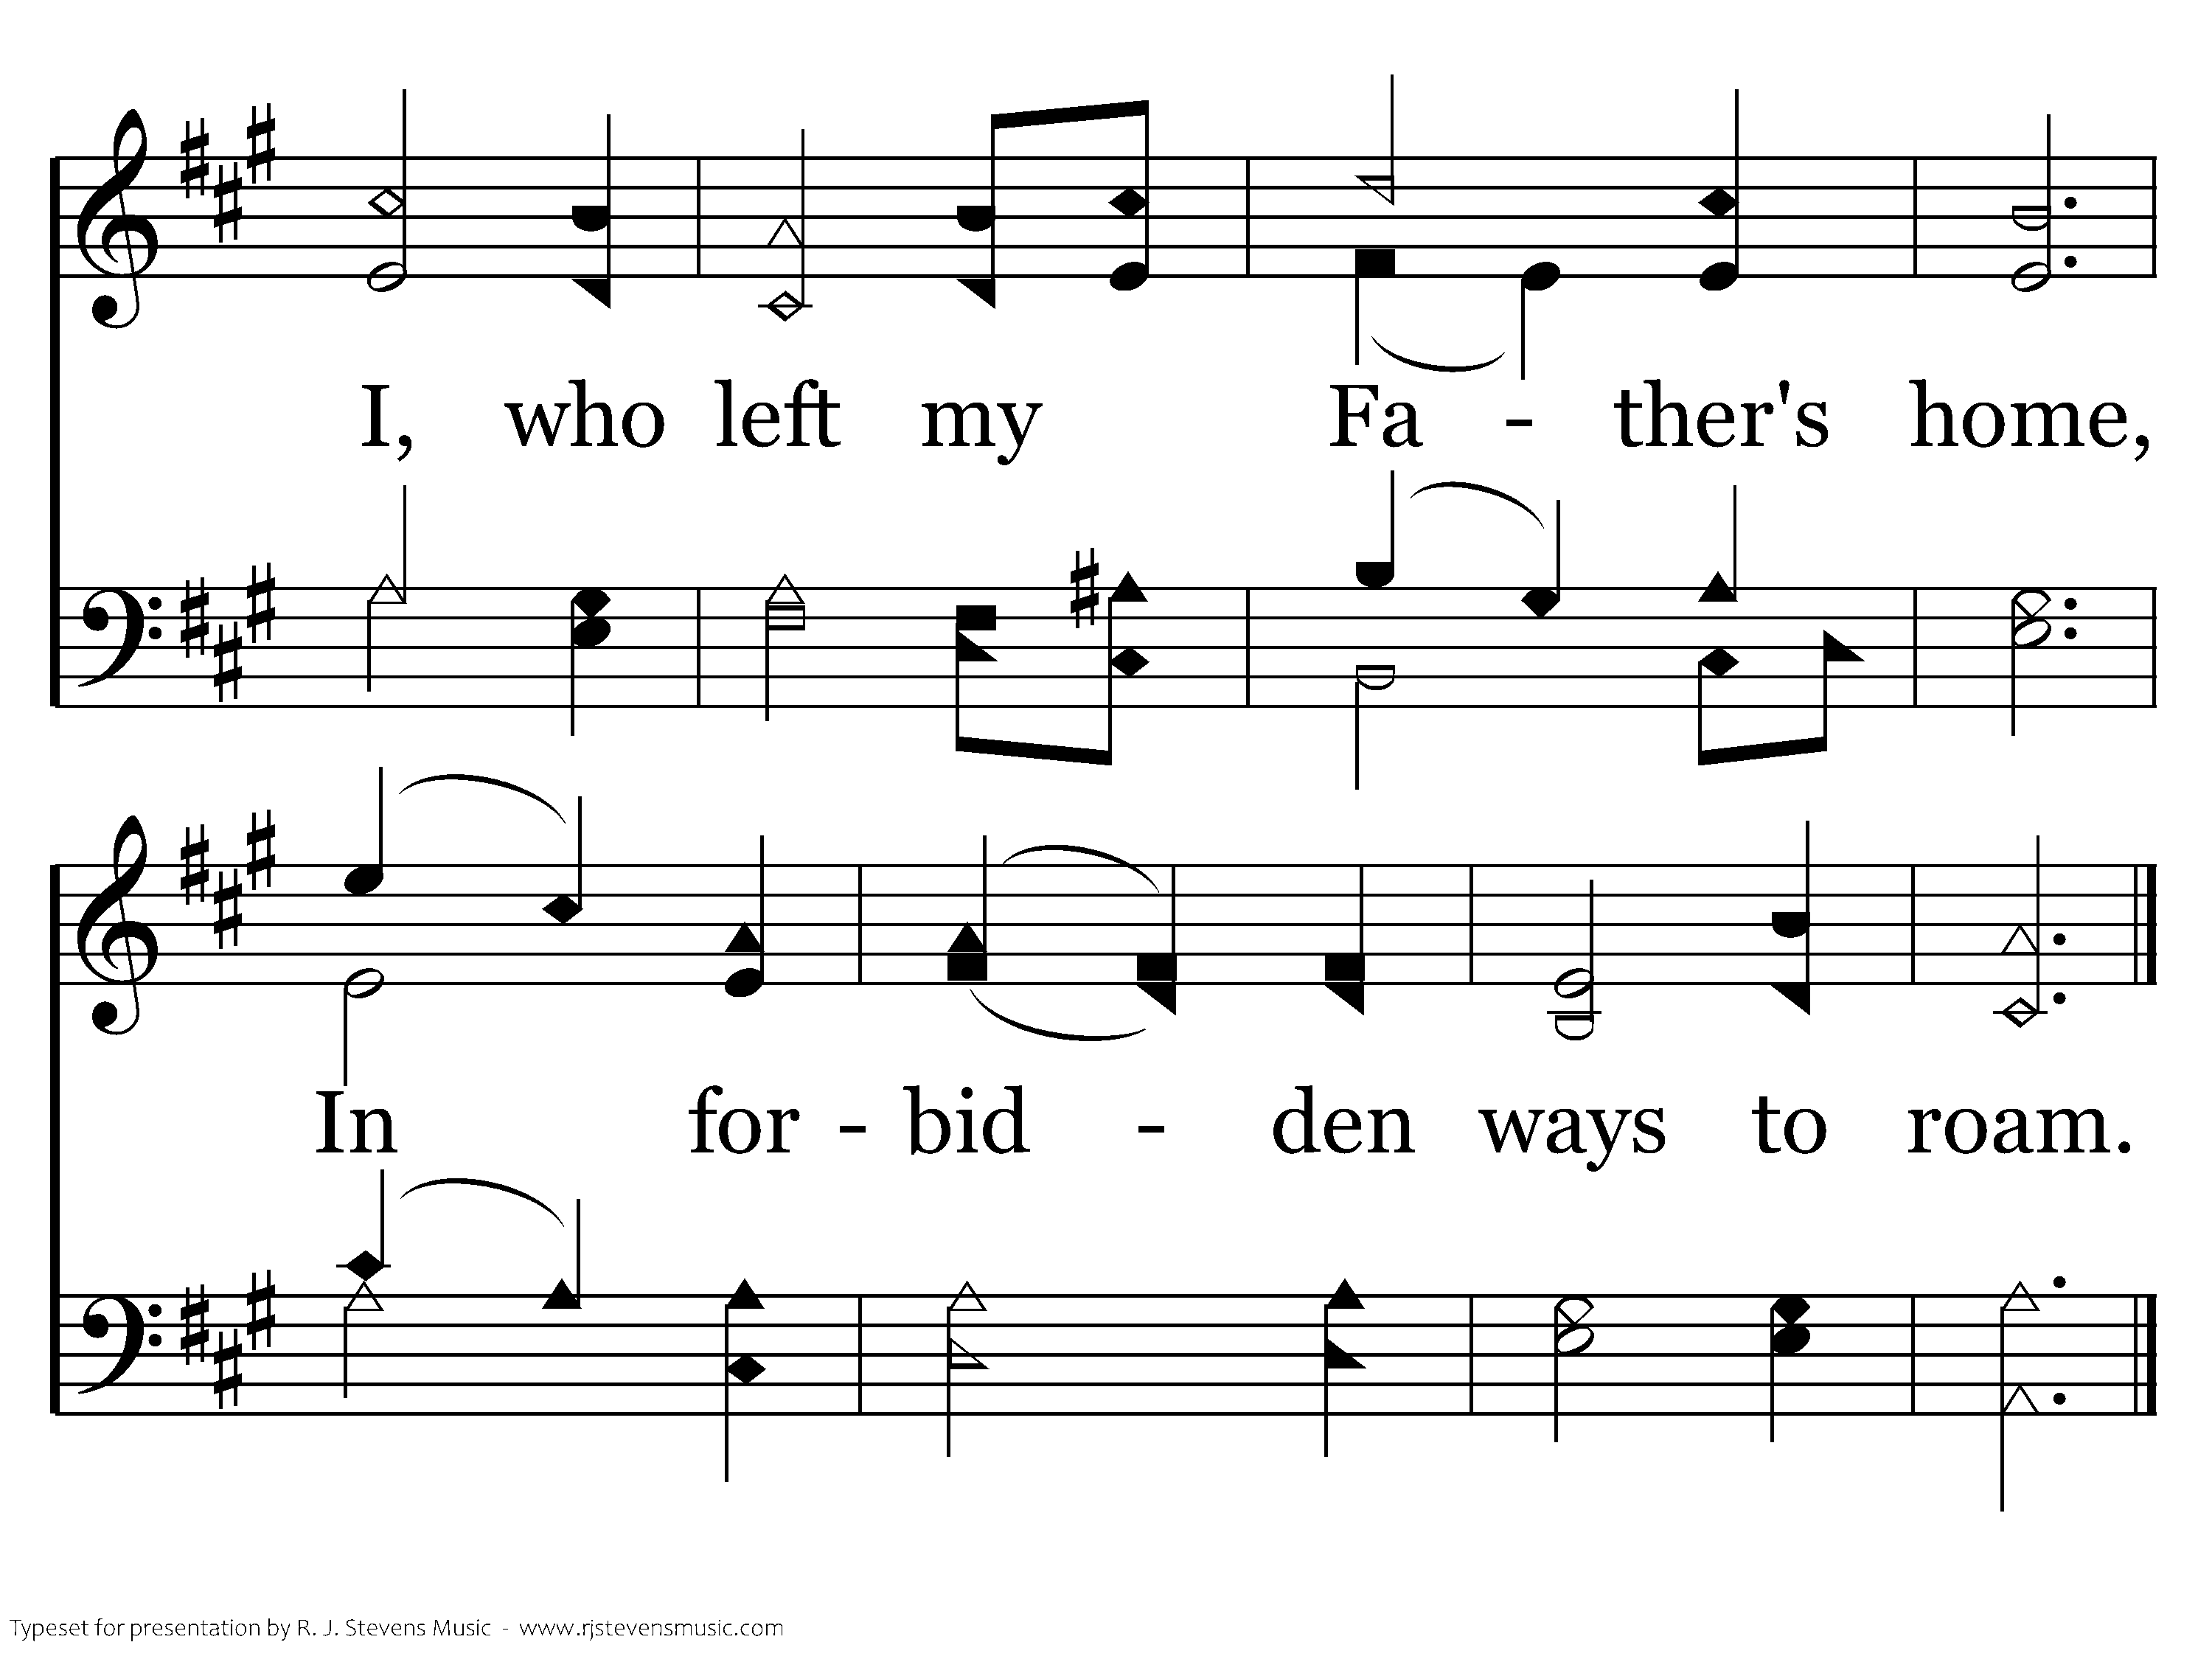 I, who left my Fa - ther's home,
In for - bid - den ways to roam.
Typeset for presentation by R. J. Stevens Music - www.rjstevensmusic.com